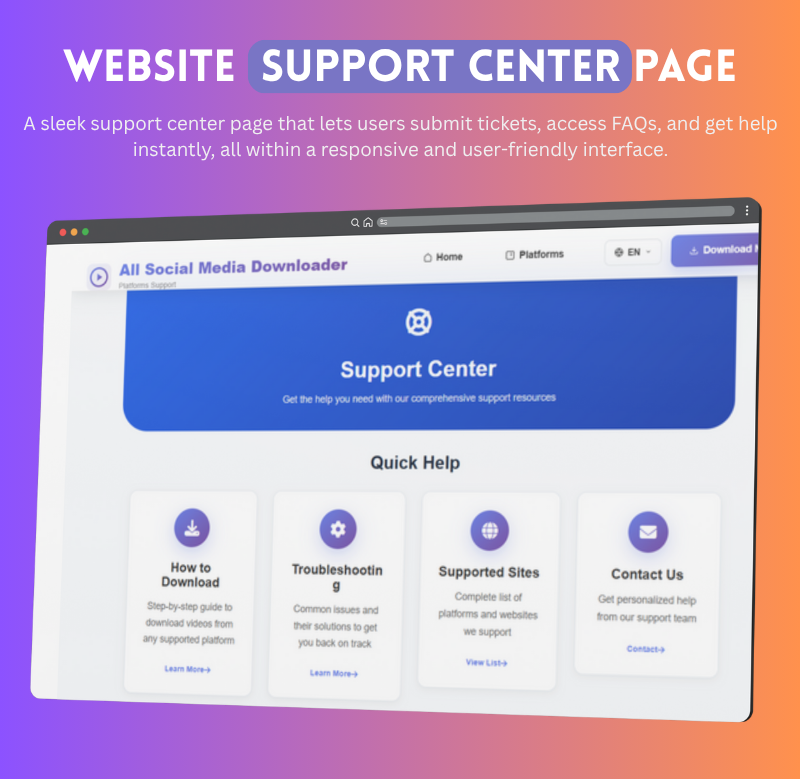 WEBSITE SUPPORT CENTER PAGE
A sleek support center page that lets users submit tickets, access FAQs, and get help
instantly, all within a responsive and user-friendly interface.
All Social Media Downloader
Platforms Support
Home
Platforms
EN
Download
Support Center
Get the help you need with our comprehensive support resources
Quick Help
How to
Download
Step-by-step guide to
download videos from
any supported platform
Learn More→
Troubleshootin
g
Common issues and
their solutions to get
you back on track
Learn More→
Supported Sites
Complete list of
platforms and websites
we support
View List→
Contact Us
Get personalized help
from our support team
Contact→